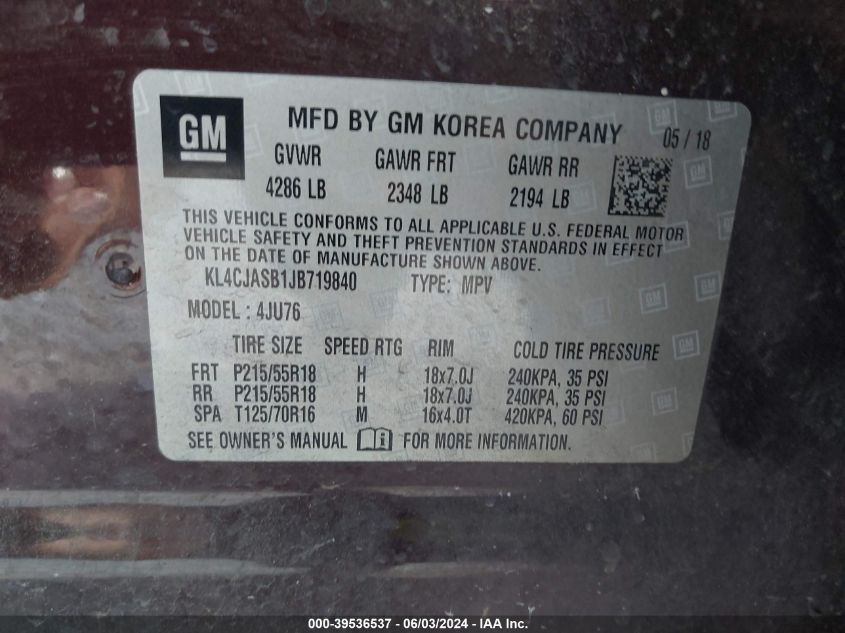 GM
MFD BY GM KOREA COMPANY 05 / 18
GVWR GAWR FRT GAWR RR
4286 LB 2348 LB 2194 LB
THIS VEHICLE CONFORMS TO ALL APPLICABLE U.S. FEDERAL MOTOR
VEHICLE SAFETY AND THEFT PREVENTION STANDARDS IN EFFECT
ON THE DATE OF MANUFACTURE SHOWN ABOVE.
KL4CJASB1JB719840 TYPE: MPV
MODEL : 4JU76
TIRE SIZE SPEED RTG RIM COLD TIRE PRESSURE
FRT P215/55R18 H 18x7.0J 240KPA, 35 PSI
RR P215/55R18 H 18x7.0J 240KPA, 35 PSI
SPA T125/70R16 M 16x4.0T 420KPA, 60 PSI
SEE OWNER'S MANUAL i FOR MORE INFORMATION.
000-39536537 - 06/03/2024 - IAA Inc.